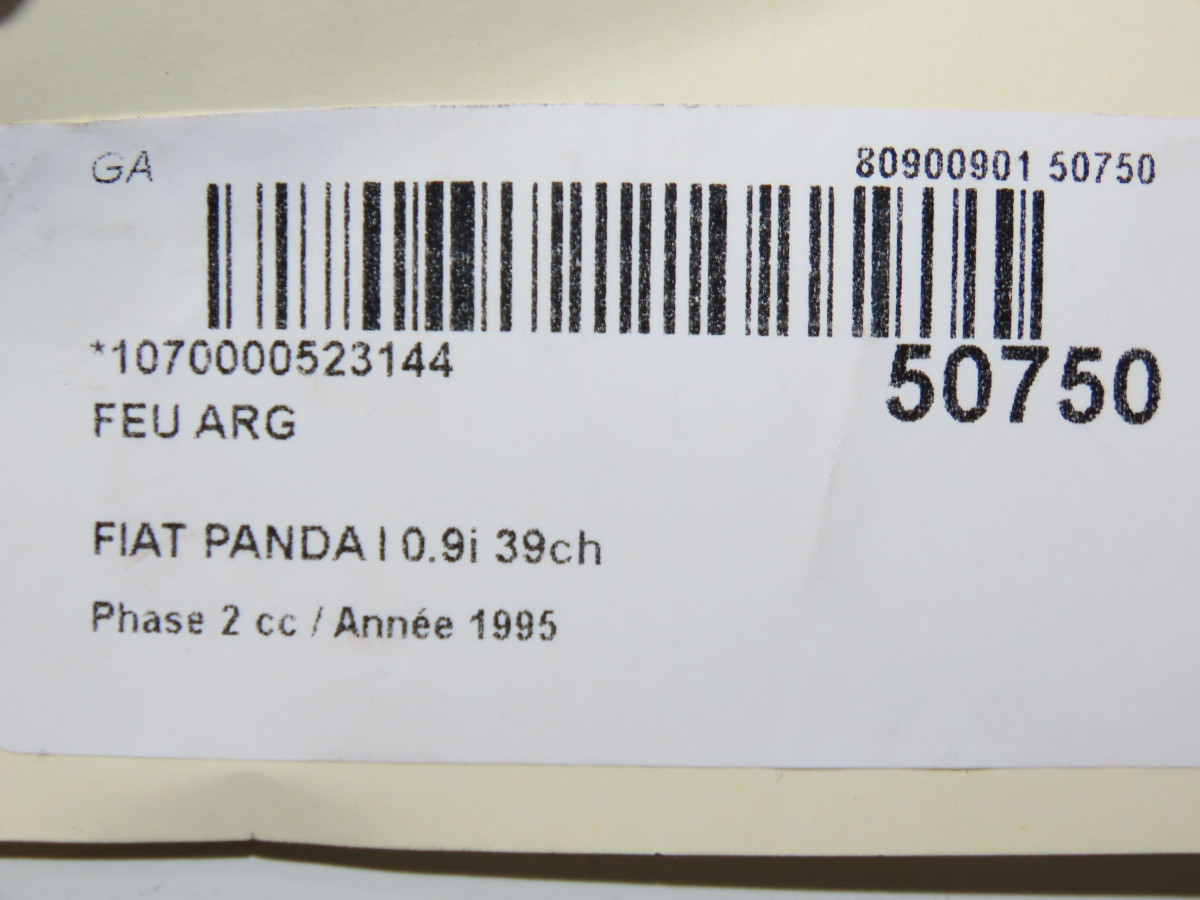 GA
80900901 50750
*1070000523144
50750
FEU ARG
FIAT PANDA I 0.9i 39ch
Phase 2 cc / Année 1995